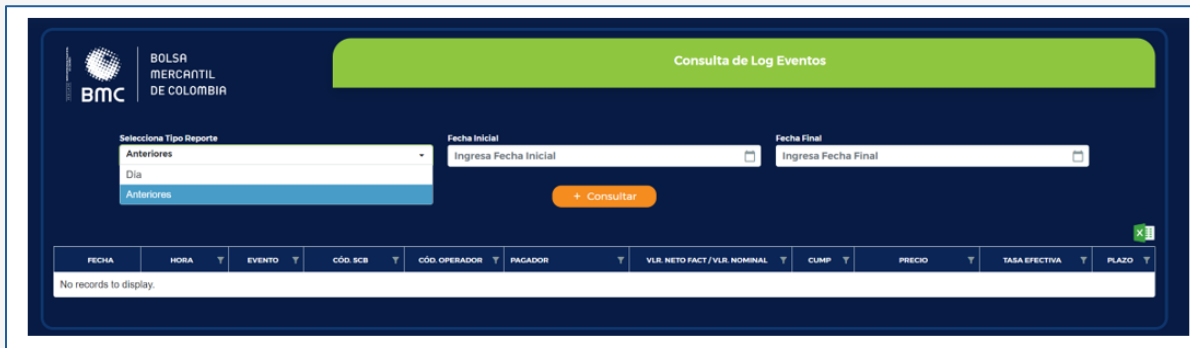 BOLSA
MERCANTIL
DE COLOMBIA
BMC
Consulta de Log Eventos
Selecciona Tipo Reporte
Fecha Inicial
Fecha Final
Anteriores
Ingresa Fecha Inicial
Ingresa Fecha Final
Día
Anteriores
+ Consultar
FECHA HORA EVENTO CÓD. SCB CÓD. OPERADOR PAGADOR VLR. NETO FACT / VLR. NOMINAL CUMP PRECIO TASA EFECTIVA PLAZO
No records to display.